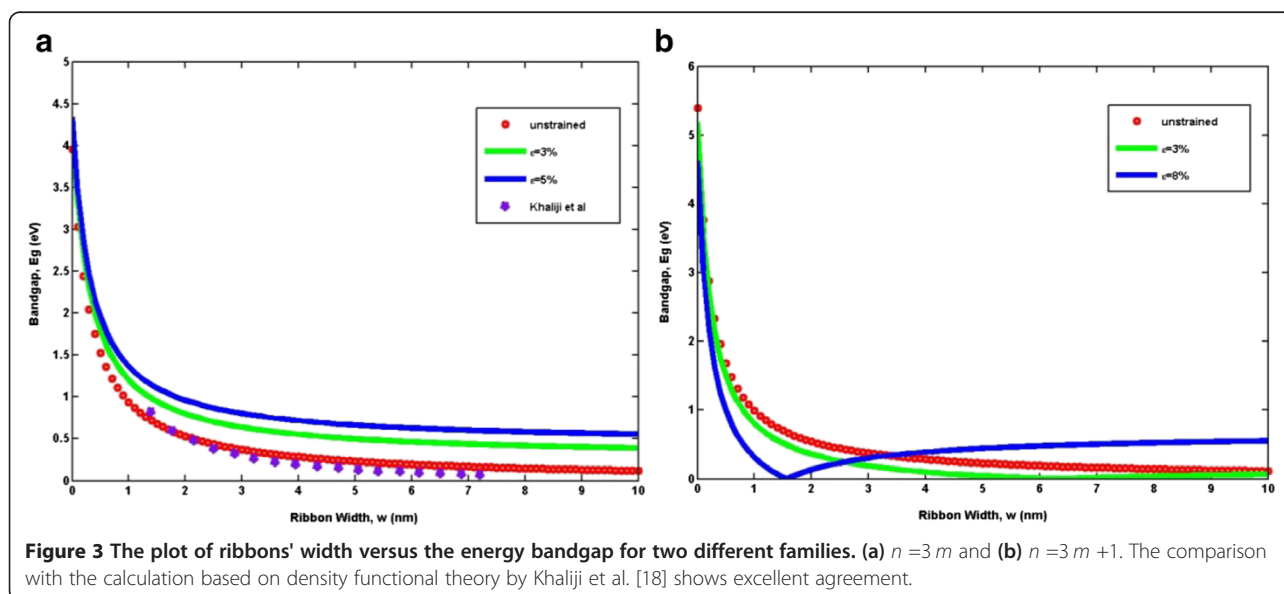 a
5
4.5
4
3.5
3
2.5
2
1.5
1
0.5
0
Bandgap, Eg (eV)
unstrained
ε=3%
ε=5%
Khaliji et al
0 1 2 3 4 5 6 7 8 9 10
Ribbon Width, w (nm)
b
6
5
4
3
2
1
0
Bandgap, Eg (eV)
unstrained
ε=3%
ε=8%
0 1 2 3 4 5 6 7 8 9 10
Ribbon Width, w (nm)
Figure 3 The plot of ribbons' width versus the energy bandgap for two different families. (a) n =3 m and (b) n =3 m +1. The comparison
with the calculation based on density functional theory by Khaliji et al. [18] shows excellent agreement.